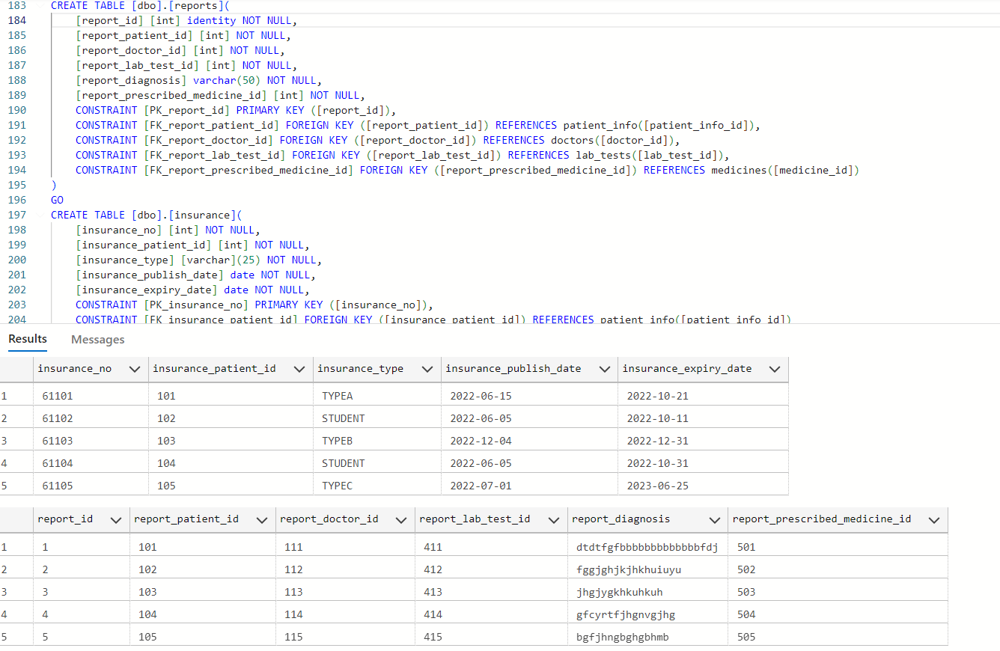 183 CREATE TABLE [dbo].[reports](
184 [report_id] [int] identity NOT NULL,
185 [report_patient_id] [int] NOT NULL,
186 [report_doctor_id] [int] NOT NULL,
187 [report_lab_test_id] [int] NOT NULL,
188 [report_diagnosis] varchar(50) NOT NULL,
189 [report_prescribed_medicine_id] [int] NOT NULL,
190 CONSTRAINT [PK_report_id] PRIMARY KEY ([report_id]),
191 CONSTRAINT [FK_report_patient_id] FOREIGN KEY ([report_patient_id]) REFERENCES patient_info([patient_info_id]),
192 CONSTRAINT [FK_report_doctor_id] FOREIGN KEY ([report_doctor_id]) REFERENCES doctors([doctor_id]),
193 CONSTRAINT [FK_report_lab_test_id] FOREIGN KEY ([report_lab_test_id]) REFERENCES lab_tests([lab_test_id]),
194 CONSTRAINT [FK_report_prescribed_medicine_id] FOREIGN KEY ([report_prescribed_medicine_id]) REFERENCES medicines([medicine_id])
195 )
196 GO
197 CREATE TABLE [dbo].[insurance](
198 [insurance_no] [int] NOT NULL,
199 [insurance_patient_id] [int] NOT NULL,
200 [insurance_type] [varchar](25) NOT NULL,
201 [insurance_publish_date] date NOT NULL,
202 [insurance_expiry_date] date NOT NULL,
203 CONSTRAINT [PK_insurance_no] PRIMARY KEY ([insurance_no]),
204 CONSTRAINT [FK_insurance_patient_id] FOREIGN KEY ([insurance_patient_id]) REFERENCES patient_info([patient_info_id])
Results Messages
insurance_no insurance_patient_id insurance_type insurance_publish_date insurance_expiry_date
1 61101 101 TYPEA 2022-06-15 2022-10-21
2 61102 102 STUDENT 2022-06-05 2022-10-11
3 61103 103 TYPEB 2022-12-04 2022-12-31
4 61104 104 STUDENT 2022-06-05 2022-10-31
5 61105 105 TYPEC 2022-07-01 2023-06-25
report_id report_patient_id report_doctor_id report_lab_test_id report_diagnosis report_prescribed_medicine_id
1 1 101 111 411 dtdtfgfbbbbbbbbbbbbbfdj 501
2 2 102 112 412 fggjghjkjhkhuiuyu 502
3 3 103 113 413 jhgjygkhkuhkuh 503
4 4 104 114 414 gfcyrtfjhgnvgjhg 504
5 5 105 115 415 bgfjhngbghgbhmb 505